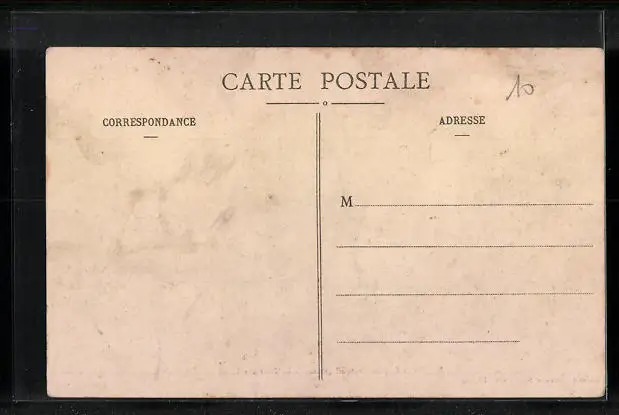 CARTE POSTALE
10
CORRESPONDANCE
ADRESSE
M